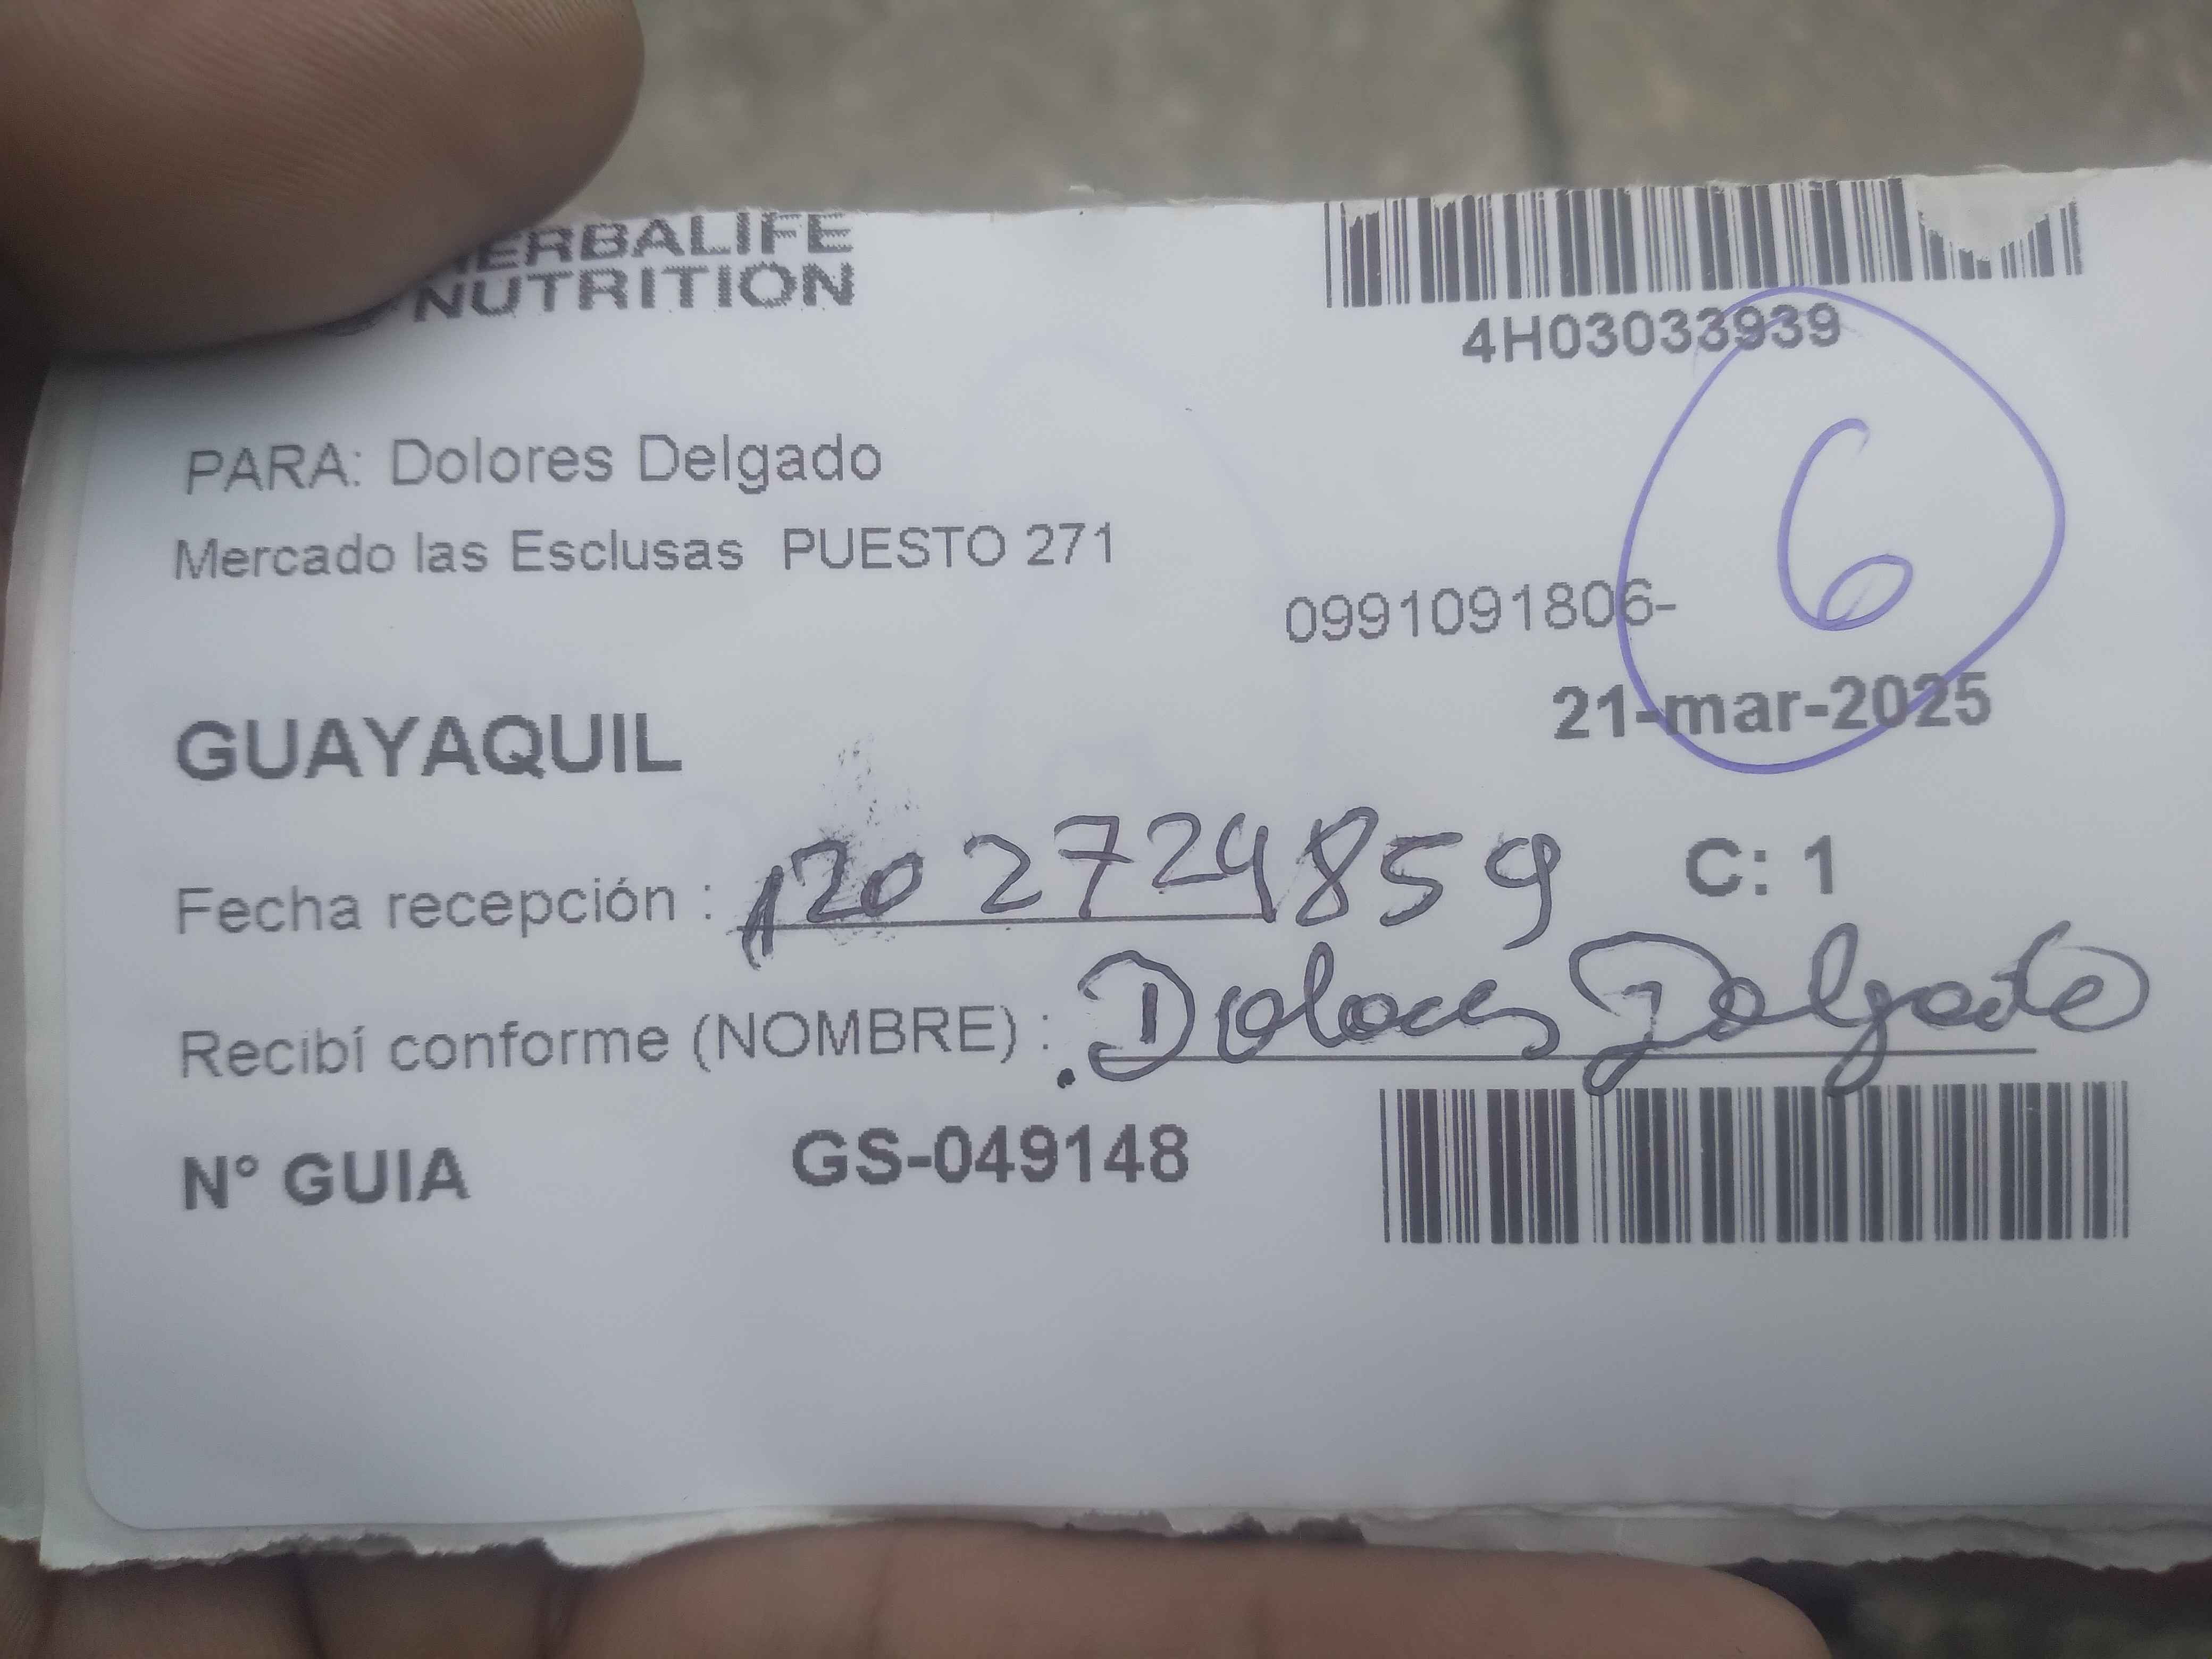 HERBALIFE
NUTRITION
4H03033939
PARA: Dolores Delgado
Mercado las Esclusas PUESTO 271
6
0991091806-
GUAYAQUIL
21-mar-2025
Fecha recepción : 1202724859
C: 1
Recibí conforme (NOMBRE) : Dolores Delgado
N° GUIA GS-049148